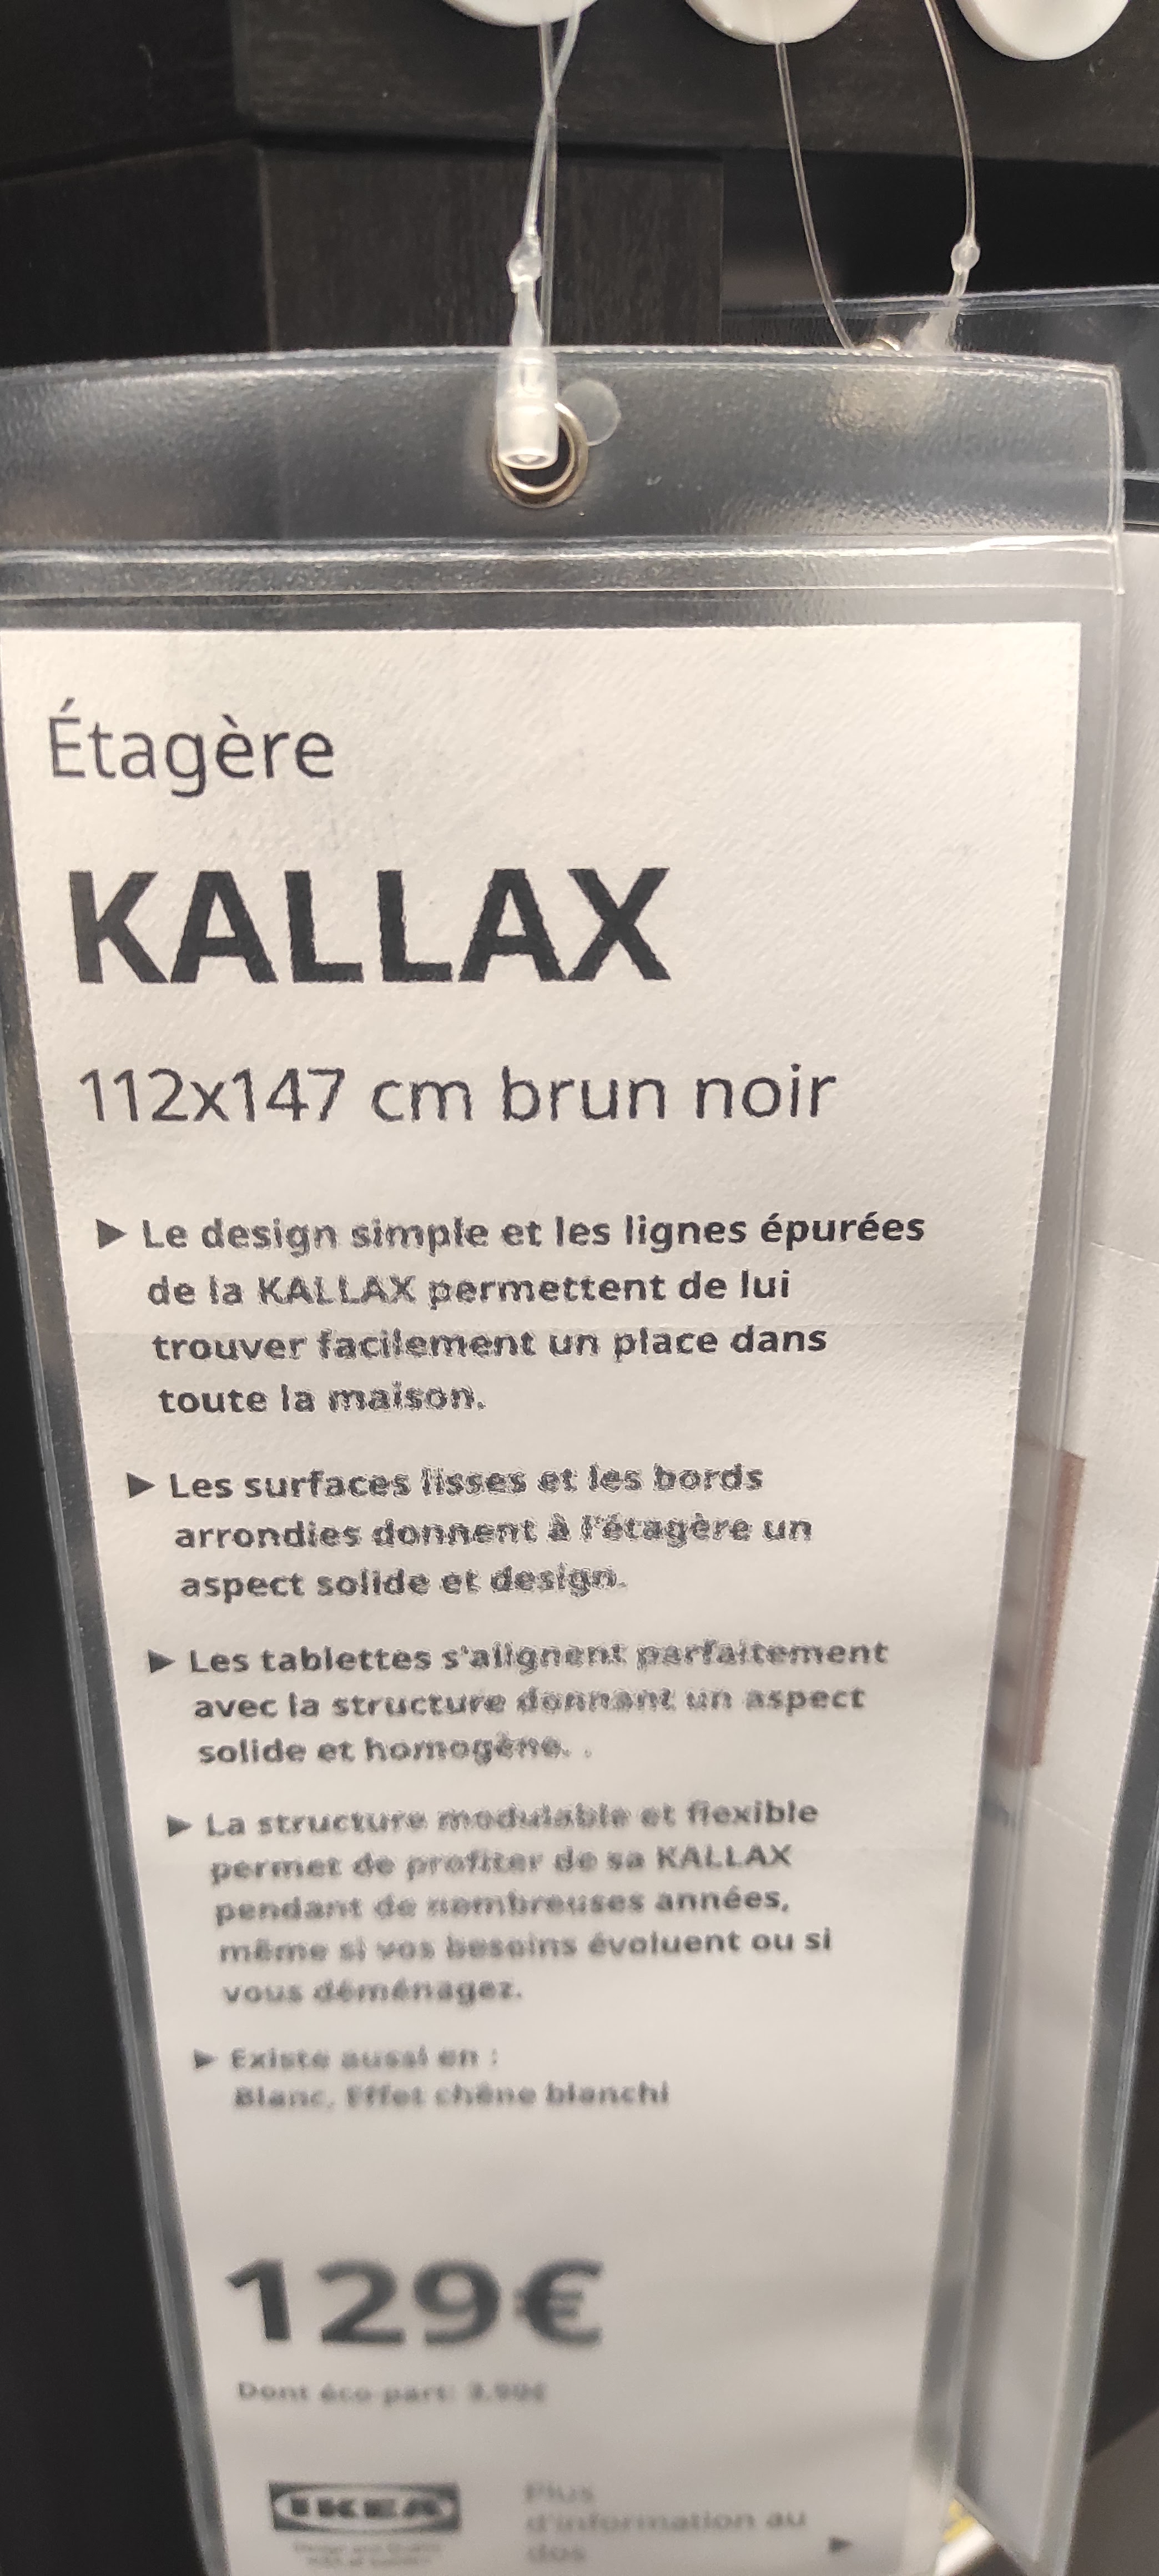 Étagère
KALLAX
112x147 cm brun noir
► Le design simple et les lignes épurées
de la KALLAX permettent de lui
trouver facilement un place dans
toute la maison.
► Les surfaces lisses et les bords
arrondies donnent à l'étagère un
aspect solide et design.
► Les tablettes s'alignent parfaitement
avec la structure donnant un aspect
solide et homogène. .
► La structure modulable et flexible
permet de profiter de sa KALLAX
pendant de nombreuses années,
même si vos besoins évoluent ou si
vous déménagez.
► Existe aussi en :
Blanc, Effet chêne blanchi
129€
Dont éco part:
IKEA
Plus
d'information au
dos
►